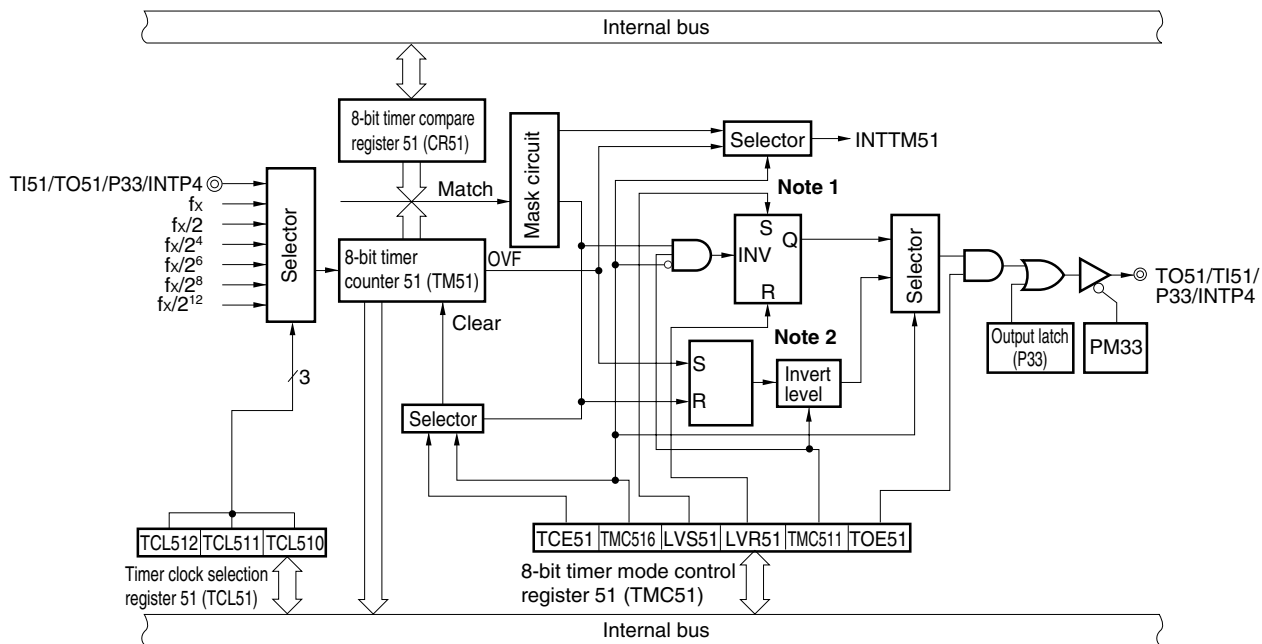 Internal bus
8-bit timer compare
register 51 (CR51)
Mask circuit
Selector
INTTM51
TI51/TO51/P33/INTP4
fx
fx/2
fx/2⁴
fx/2⁶
fx/2⁸
fx/2¹²
Selector
Match
Note 1
S
INV
Q
R
8-bit timer
counter 51 (TM51)
OVF
Clear
Selector
TO51/TI51/
P33/INTP4
Output latch
(P33)
PM33
Note 2
S
R
Invert
level
3
Selector
TCL512 TCL511 TCL510
Timer clock selection
register 51 (TCL51)
TCE51 TMC516 LVS51 LVR51 TMC511 TOE51
8-bit timer mode control
register 51 (TMC51)
Internal bus